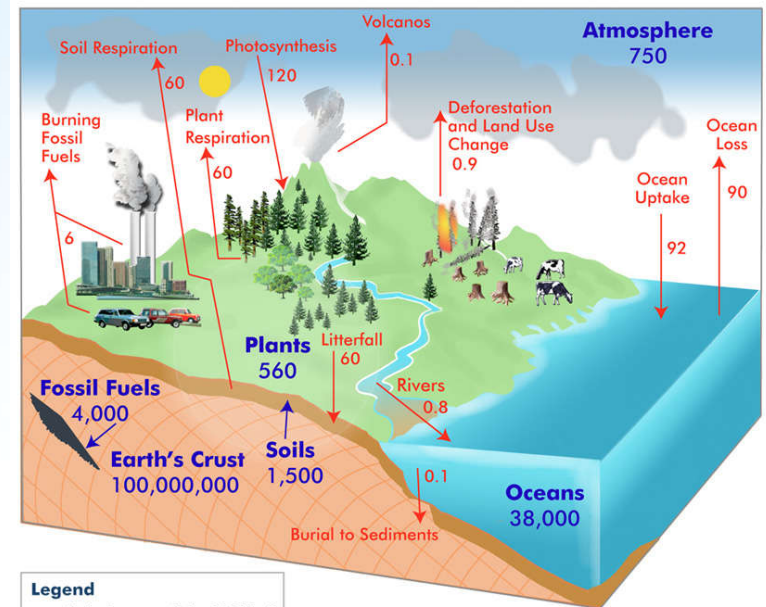 Volcanos
0.1
Atmosphere
750
Soil Respiration
60
Photosynthesis
120
Burning
Fossil
Fuels
6
Plant
Respiration
60
Deforestation
and Land Use
Change
0.9
Ocean
Loss
90
Ocean
Uptake
92
Plants
560
Litterfall
60
Rivers
0.8
Fossil Fuels
4,000
Earth's Crust
100,000,000
Soils
1,500
0.1
Oceans
38,000
Burial to Sediments
Legend